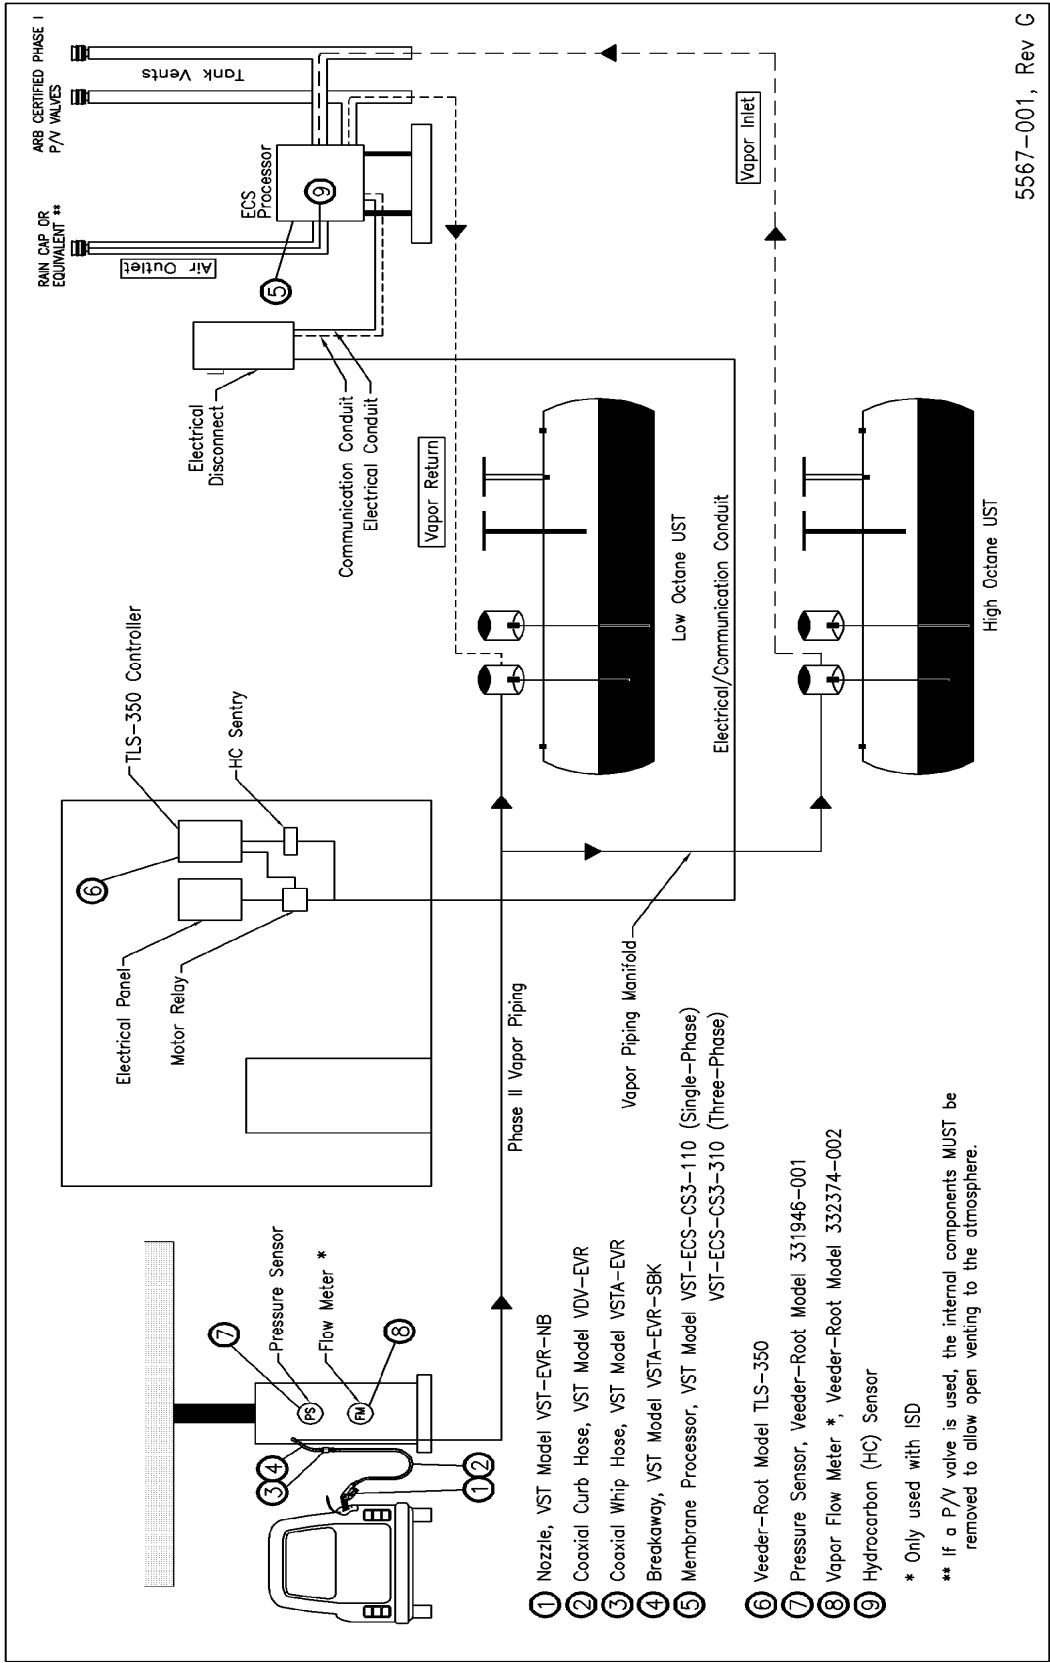 ARB CERTIFIED PHASE I
P/V VALVES
RAIN CAP OR
EQUIVALENT **
Tank Vents
Air Outlet
ECS
Processor
9
5
Electrical
Disconnect
Communication Conduit
Electrical Conduit
Vapor Return
Vapor Inlet
TLS-350 Controller
HC Sentry
6
Electrical Panel
Motor Relay
Low Octane UST
Electrical/Communication Conduit
High Octane UST
Phase II Vapor Piping
Vapor Piping Manifold
7
Pressure Sensor
Flow Meter *
8
PS
FM
3
4
1
2
1 Nozzle, VST Model VST-EVR-NB
2 Coaxial Curb Hose, VST Model VDV-EVR
3 Coaxial Whip Hose, VST Model VSTA-EVR
4 Breakaway, VST Model VSTA-EVR-SBK
5 Membrane Processor, VST Model VST-ECS-CS3-110 (Single-Phase)
VST-ECS-CS3-310 (Three-Phase)
6 Veeder-Root Model TLS-350
7 Pressure Sensor, Veeder-Root Model 331946-001
8 Vapor Flow Meter *, Veeder-Root Model 332374-002
9 Hydrocarbon (HC) Sensor
* Only used with ISD
** If a P/V valve is used, the internal components MUST be
removed to allow open venting to the atmosphere.
5567-001, Rev G